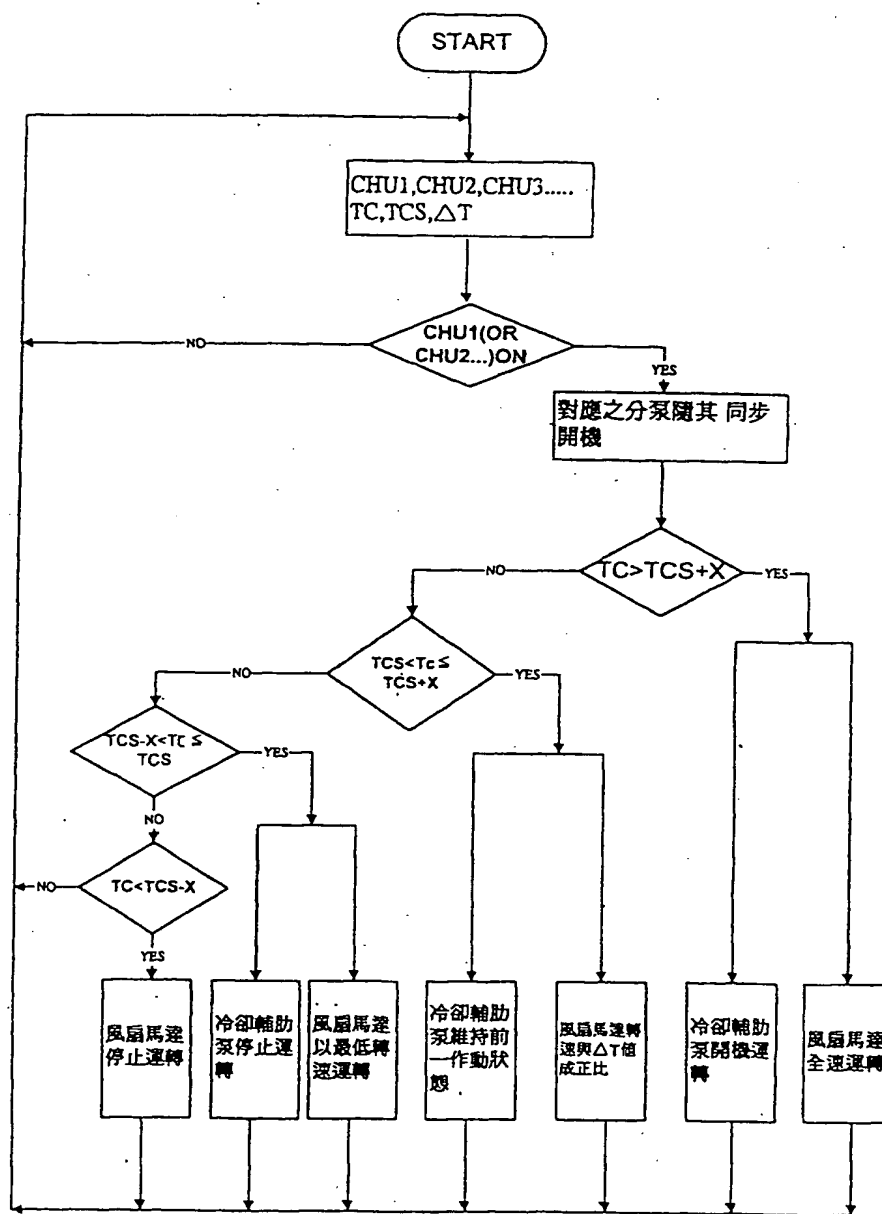 START
CHU1,CHU2,CHU3.....
TC,TCS,△T
CHU1(OR
CHU2...)ON
NO
YES
對應之分泵隨其 同步
開機
TC>TCS+X
NO
YES
TCS<Tc≦
TCS+X
NO
YES
TCS-X<Tc≦
TCS
YES
NO
TC<TCS-X
NO
YES
風扇馬達
停止運轉
冷卻輔助
泵停止運
轉
風扇馬達
以最低轉
速運轉
冷卻輔助
泵維持前
一作動狀
態
風扇馬達轉
速與△T值
成正比
冷卻輔助
泵開機運
轉
風扇馬達
全速運轉